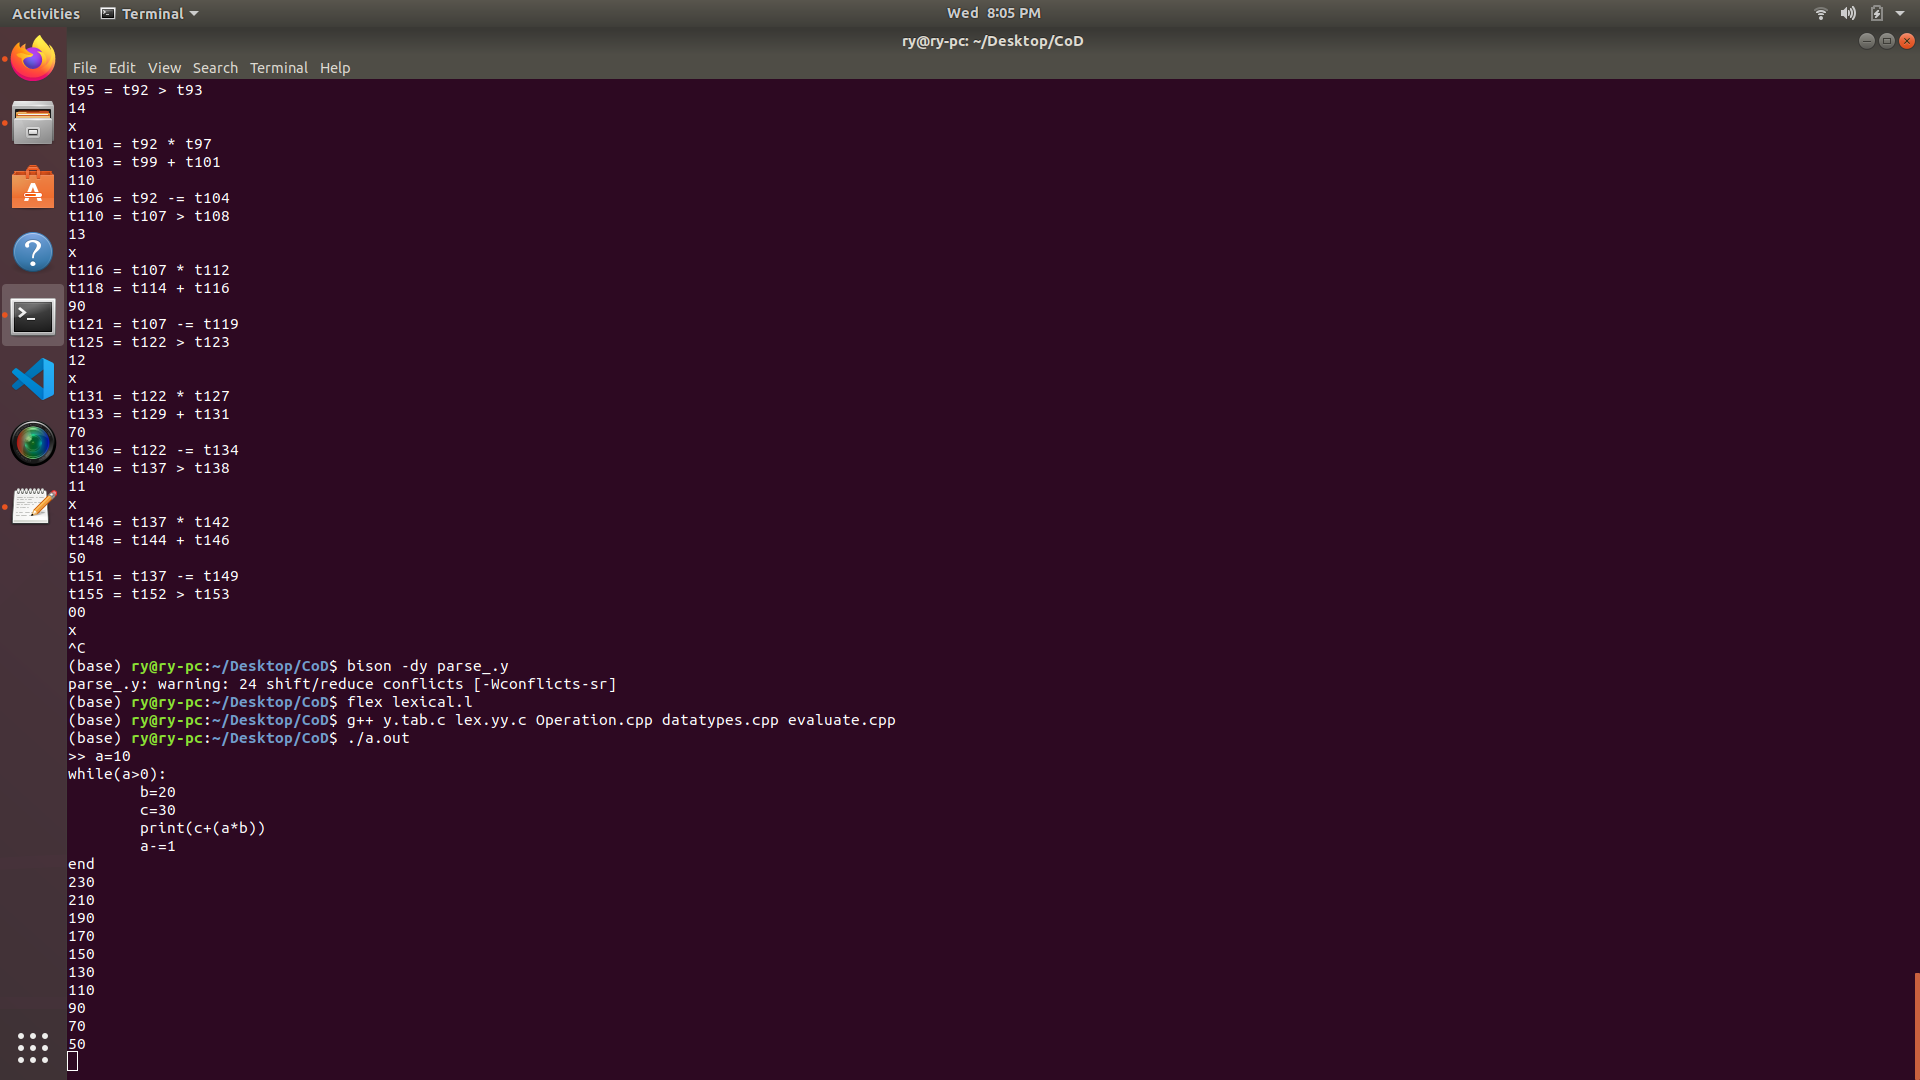 Activities Terminal Wed 8:05 PM
ry@ry-pc: ~/Desktop/CoD
File Edit View Search Terminal Help
t95 = t92 > t93
14
x
t101 = t92 * t97
t103 = t99 + t101
110
t106 = t92 -= t104
t110 = t107 > t108
13
x
t116 = t107 * t112
t118 = t114 + t116
90
t121 = t107 -= t119
t125 = t122 > t123
12
x
t131 = t122 * t127
t133 = t129 + t131
70
t136 = t122 -= t134
t140 = t137 > t138
11
x
t146 = t137 * t142
t148 = t144 + t146
50
t151 = t137 -= t149
t155 = t152 > t153
00
x
^C
(base) ry@ry-pc:~/Desktop/CoD$ bison -dy parse_.y
parse_.y: warning: 24 shift/reduce conflicts [-Wconflicts-sr]
(base) ry@ry-pc:~/Desktop/CoD$ flex lexical.l
(base) ry@ry-pc:~/Desktop/CoD$ g++ y.tab.c lex.yy.c Operation.cpp datatypes.cpp evaluate.cpp
(base) ry@ry-pc:~/Desktop/CoD$ ./a.out
>> a=10
while(a>0):
        b=20
        c=30
        print(c+(a*b))
        a-=1
end
230
210
190
170
150
130
110
90
70
50